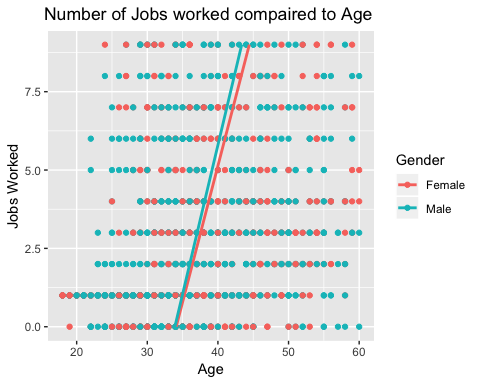 Number of Jobs worked compaired to Age
Jobs Worked
7.5
5.0
2.5
0.0
20 30 40 50 60
Age
Gender
Female
Male